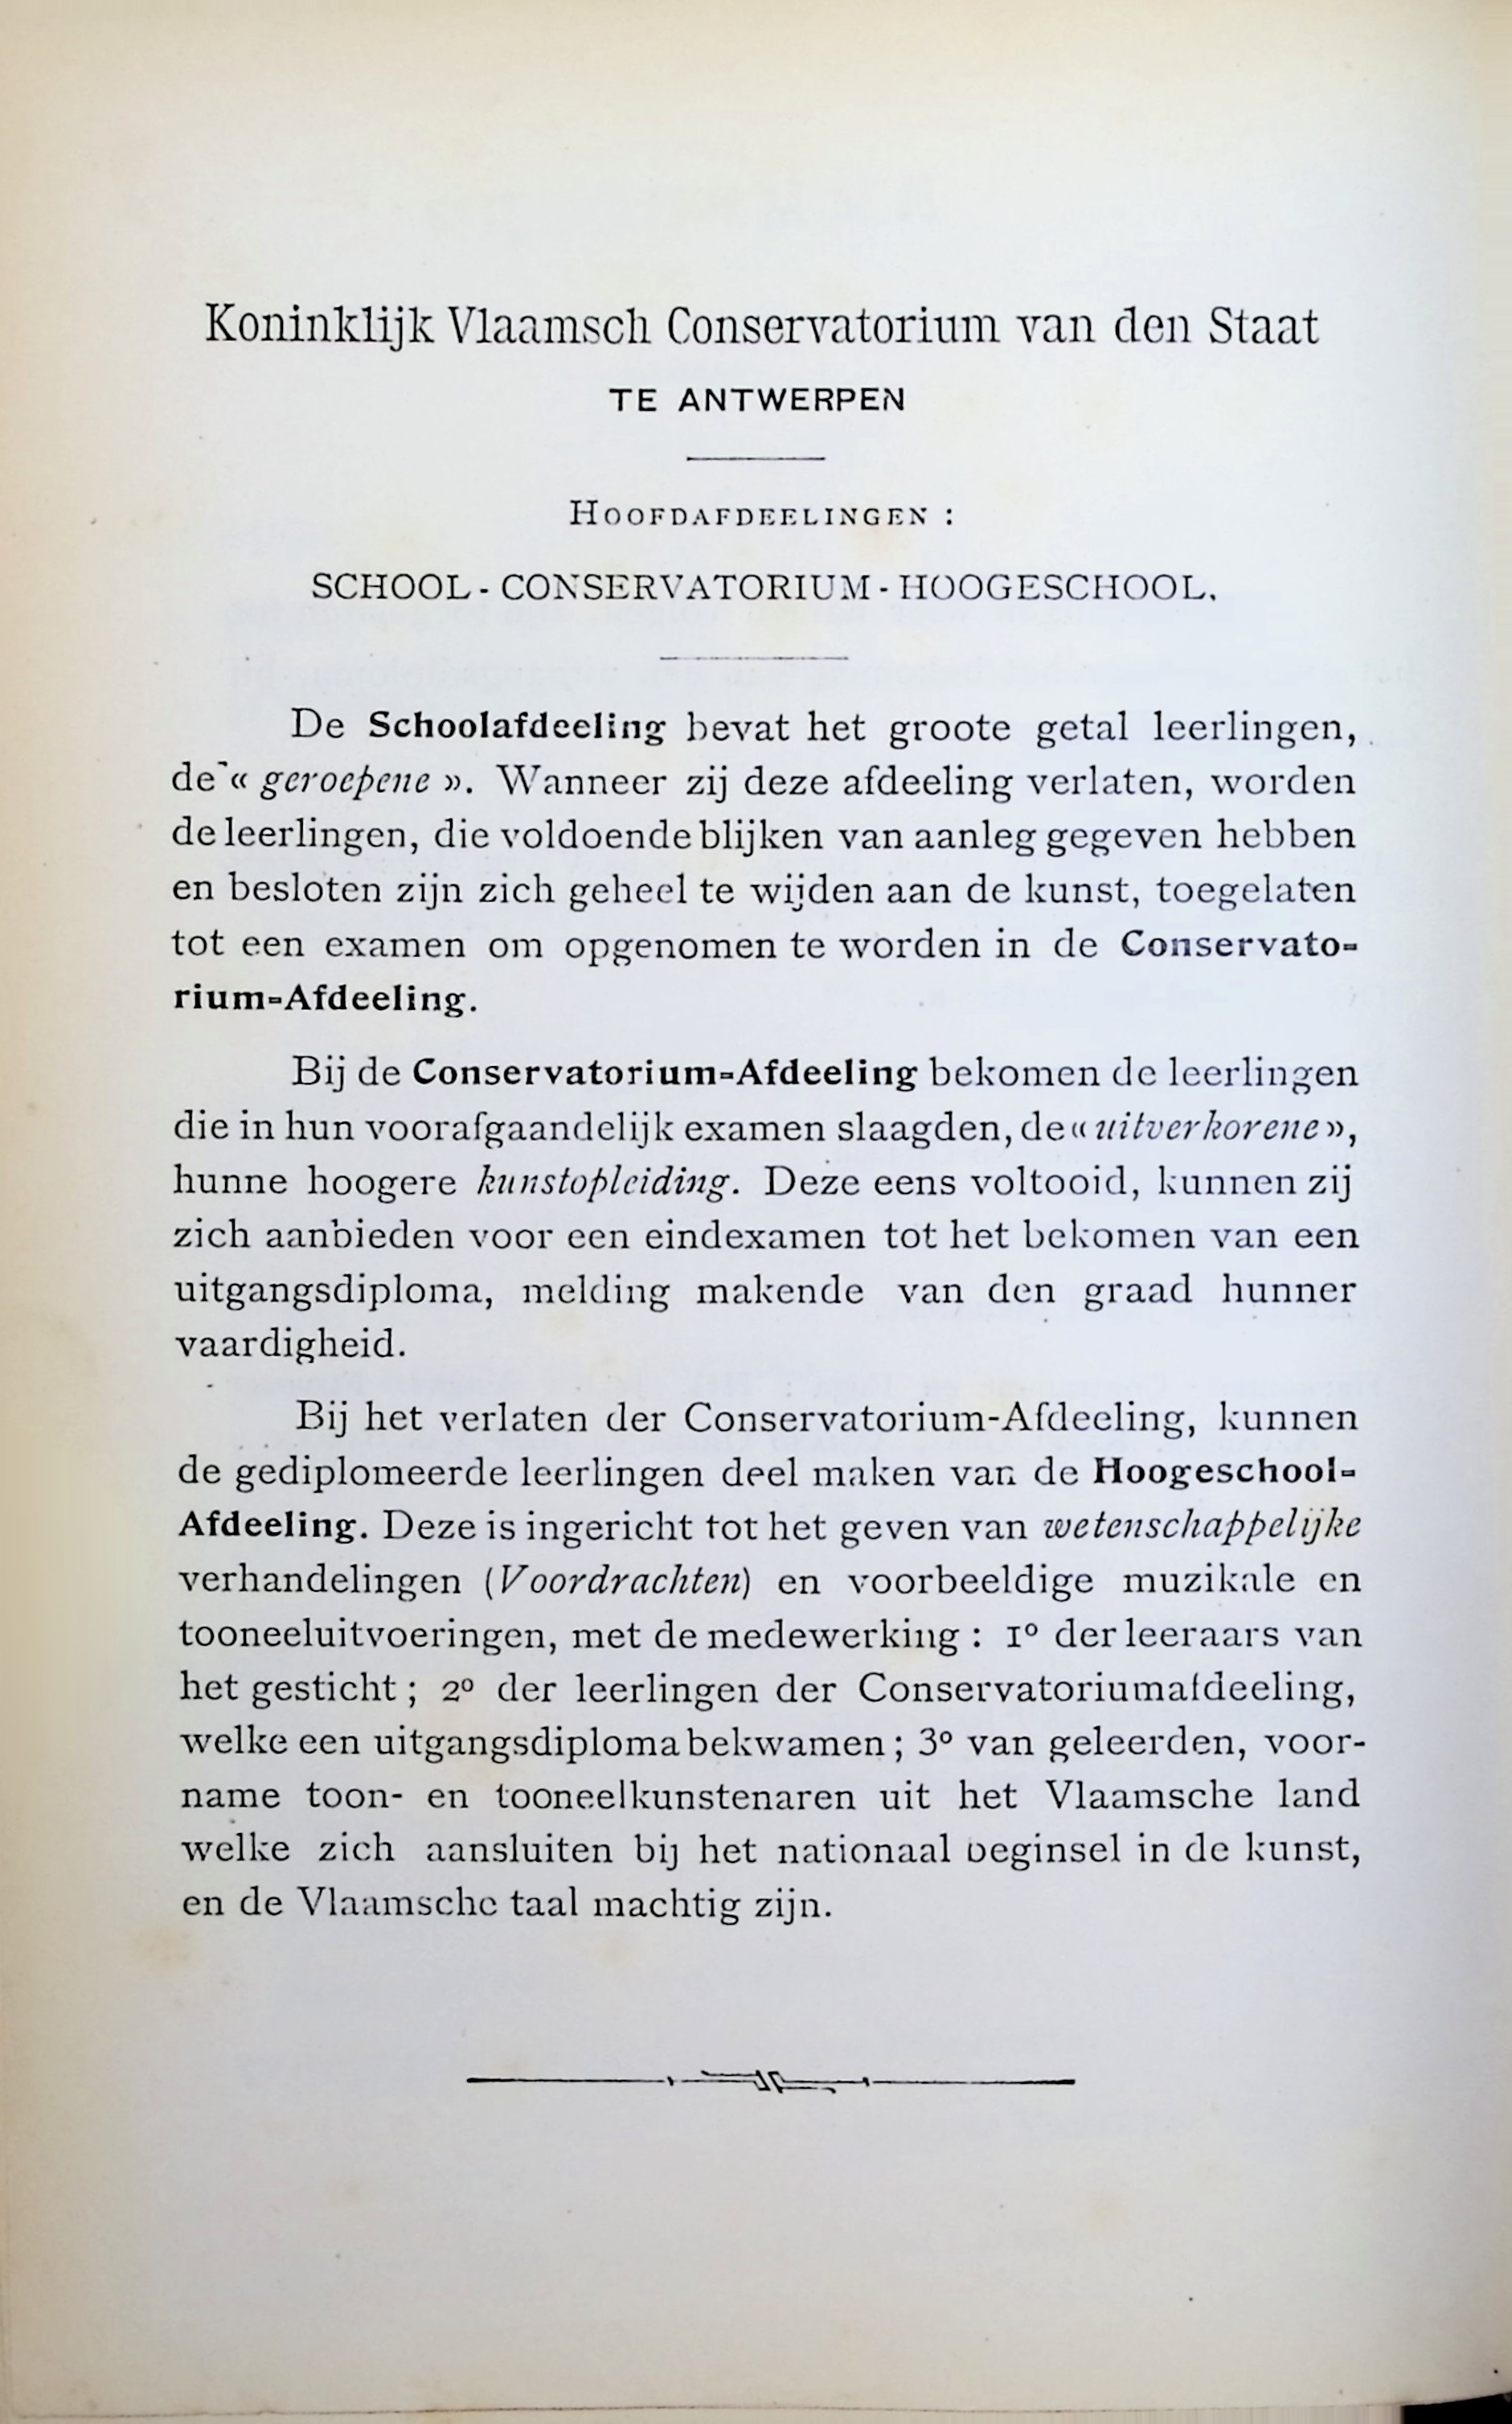 Koninklijk Vlaamsch Conservatorium van den Staat
TE ANTWERPEN
HOOFDAFDEELINGEN :
SCHOOL - CONSERVATORIUM - HOOGESCHOOL.
De Schoolafdeeling bevat het groote getal leerlingen,
de « geroepene ». Wanneer zij deze afdeeling verlaten, worden
de leerlingen, die voldoende blijken van aanleg gegeven hebben
en besloten zijn zich geheel te wijden aan de kunst, toegelaten
tot een examen om opgenomen te worden in de Conservato-
rium-Afdeeling.
Bij de Conservatorium-Afdeeling bekomen de leerlingen
die in hun voorafgaandelijk examen slaagden, de « uitverkorene »,
hunne hoogere kunstopleiding. Deze eens voltooid, kunnen zij
zich aanbieden voor een eindexamen tot het bekomen van een
uitgangsdiploma, melding makende van den graad hunner
vaardigheid.
Bij het verlaten der Conservatorium-Afdeeling, kunnen
de gediplomeerde leerlingen deel maken van de Hoogeschool-
Afdeeling. Deze is ingericht tot het geven van wetenschappelijke
verhandelingen (Voordrachten) en voorbeeldige muzikale en
tooneeluitvoeringen, met de medewerking : 1º der leeraars van
het gesticht ; 2º der leerlingen der Conservatoriumafdeeling,
welke een uitgangsdiploma bekwamen ; 3º van geleerden, voor-
name toon- en tooneelkunstenaren uit het Vlaamsche land
welke zich aansluiten bij het nationaal beginsel in de kunst,
en de Vlaamsche taal machtig zijn.